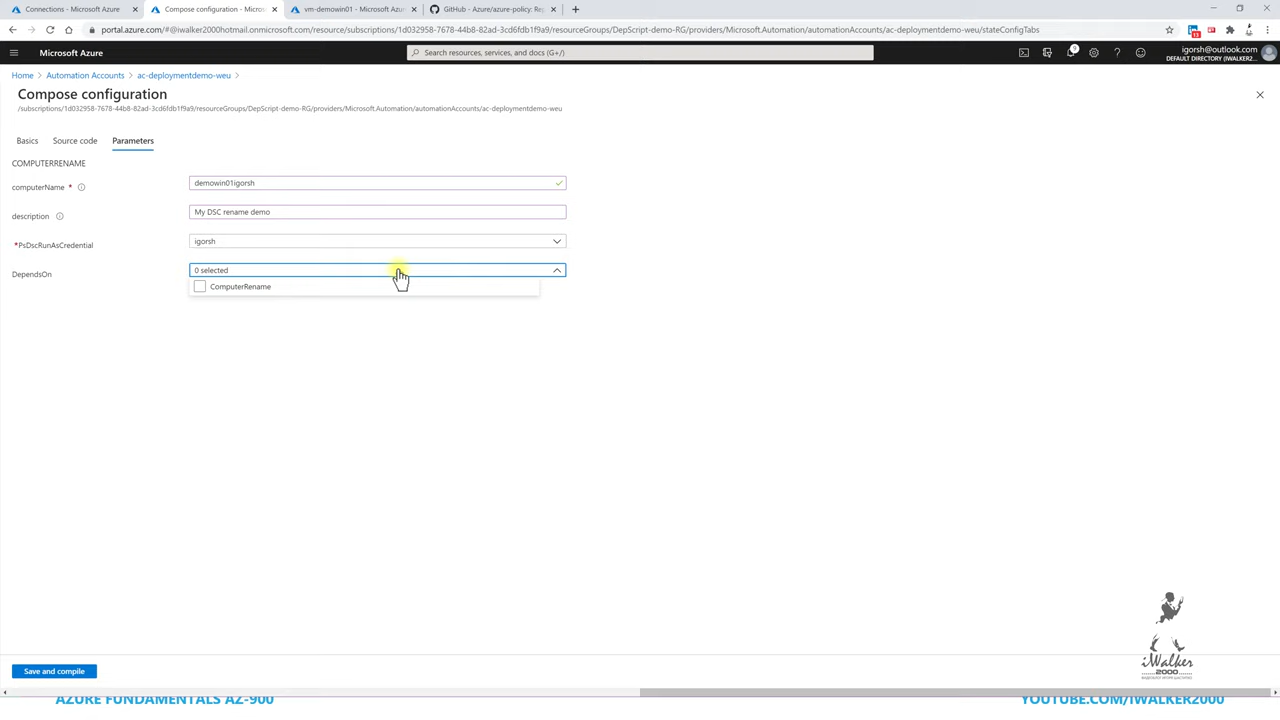 Connections - Microsoft Azure
Compose configuration - Micros
vm-demowin01 - Microsoft Azu
GitHub - Azure/azure-policy: Rep
portal.azure.com/#@iwalker2000hotmail.onmicrosoft.com/resource/subscriptions/1d032958-7678-44b8-82ad-3cd6fdb1f9a9/resourceGroups/DepScript-demo-RG/providers/Microsoft.Automation/automationAccounts/ac-deploymentdemo-weu/stateConfigTabs
Microsoft Azure
Search resources, services, and docs (G+/)
igorsh@outlook.com
DEFAULT DIRECTORY (IWALKER2...
Home > Automation Accounts > ac-deploymentdemo-weu >
Compose configuration
/subscriptions/1d032958-7678-44b8-82ad-3cd6fdb1f9a9/resourceGroups/DepScript-demo-RG/providers/Microsoft.Automation/automationAccounts/ac-deploymentdemo-weu
Basics Source code Parameters
COMPUTERRENAME
computerName * demowin01igorsh
description My DSC rename demo
*PsDscRunAsCredential igorsh
DependsOn 0 selected
ComputerRename
Save and compile
iWalker
2000
AZURE FUNDAMENTALS AZ-900
YOUTUBE.COM/IWALKER2000